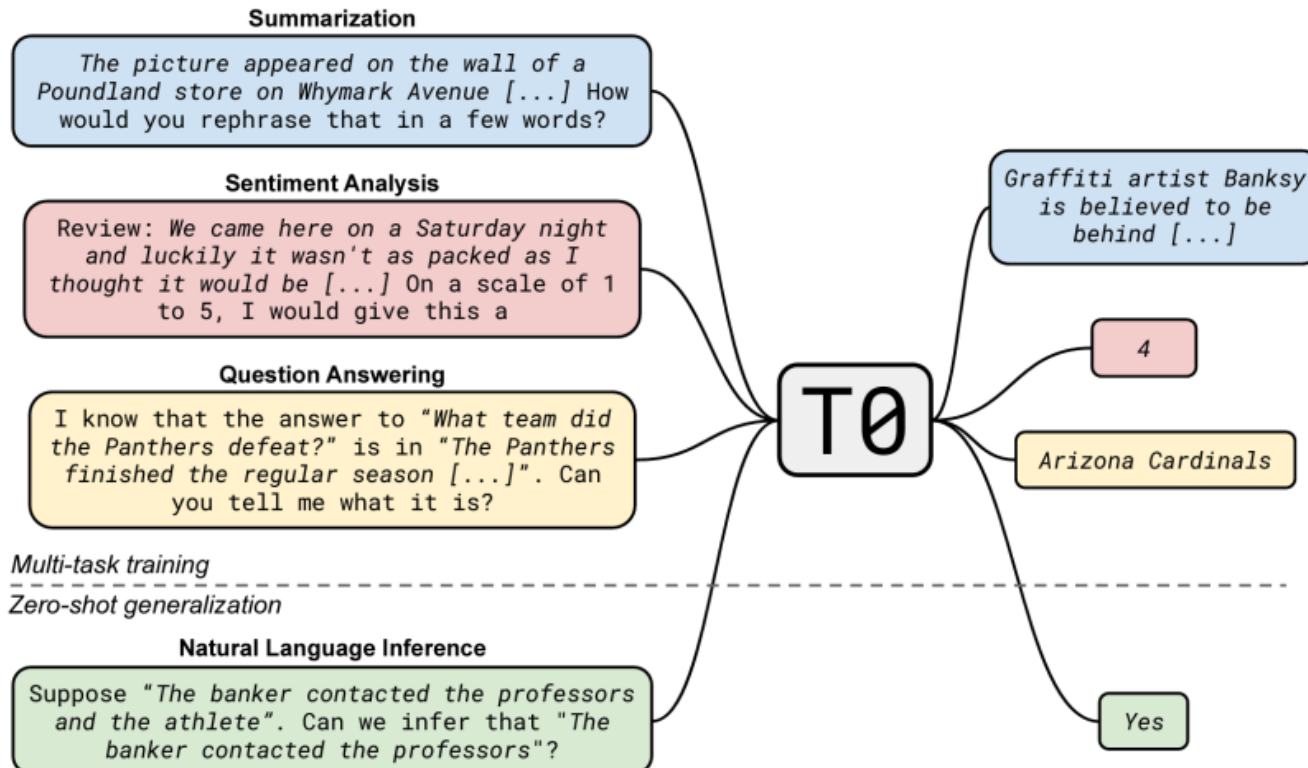 Summarization
The picture appeared on the wall of a
Poundland store on Whymark Avenue [...] How
would you rephrase that in a few words?
Sentiment Analysis
Review: We came here on a Saturday night
and luckily it wasn't as packed as I
thought it would be [...] On a scale of 1
to 5, I would give this a
Question Answering
I know that the answer to “What team did
the Panthers defeat?” is in “The Panthers
finished the regular season [...]”. Can
you tell me what it is?
Multi-task training
Zero-shot generalization
Natural Language Inference
Suppose “The banker contacted the professors
and the athlete”. Can we infer that "The
banker contacted the professors"?
T0
Graffiti artist Banksy
is believed to be
behind [...]
4
Arizona Cardinals
Yes